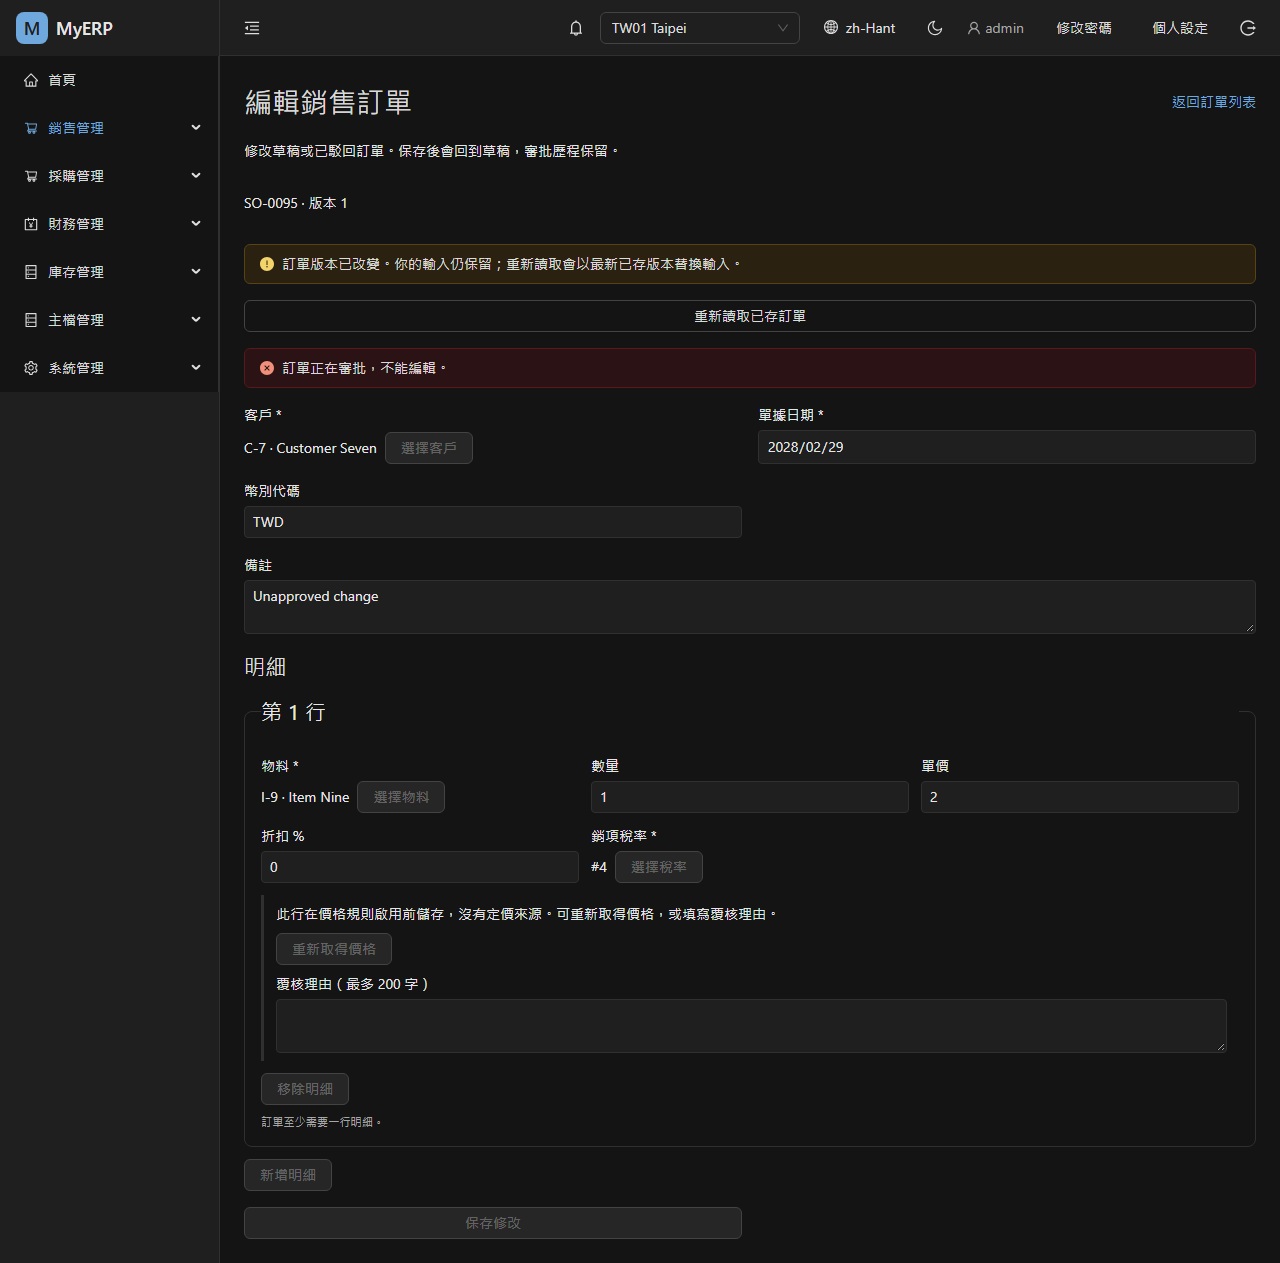 M MyERP
TW01 Taipei
zh-Hant
admin
修改密碼
個人設定
首頁
銷售管理
採購管理
財務管理
庫存管理
主檔管理
系統管理
編輯銷售訂單
返回訂單列表
修改草稿或已駁回訂單。保存後會回到草稿，審批歷程保留。
SO-0095 · 版本 1
訂單版本已改變。你的輸入仍保留；重新讀取會以最新已存版本替換輸入。
重新讀取已存訂單
訂單正在審批，不能編輯。
客戶 *
單據日期 *
C-7 · Customer Seven 選擇客戶
2028/02/29
幣別代碼
TWD
備註
Unapproved change
明細
第 1 行
物料 *
數量
單價
I-9 · Item Nine 選擇物料
1
2
折扣 %
銷項稅率 *
0
#4 選擇稅率
此行在價格規則啟用前儲存，沒有定價來源。可重新取得價格，或填寫覆核理由。
重新取得價格
覆核理由（最多 200 字）
移除明細
訂單至少需要一行明細。
新增明細
保存修改